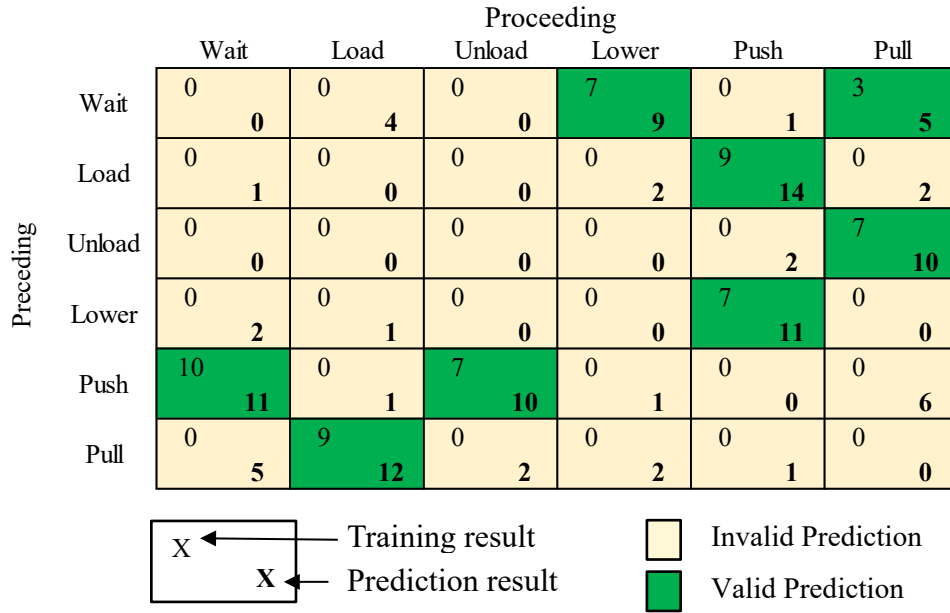 Proceeding
Wait Load Unload Lower Push Pull
Preceding
Wait 0 0 0 0 0 4 0 0 7 9 0 1 3 5
Load 0 1 0 0 0 0 0 2 9 14 0 2
Unload 0 0 0 0 0 0 0 0 0 2 7 10
Lower 0 2 0 1 0 0 0 0 7 11 0 0
Push 10 11 0 1 7 10 0 1 0 0 0 6
Pull 0 5 9 12 0 2 0 2 0 1 0 0
X Training result
X Prediction result
Invalid Prediction
Valid Prediction